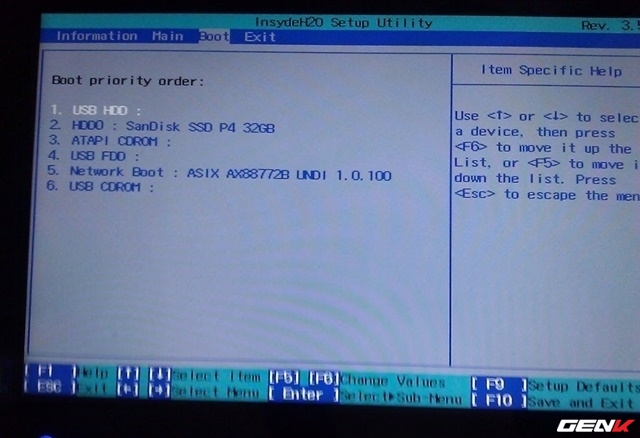 InsydeH20 Setup Utility Rev. 3.
Information Main Boot Exit
Boot priority order:
1. USB HDD :
2. HDD0 : SanDisk SSD P4 32GB
3. ATAPI CDROM :
4. USB FDD :
5. Network Boot : ASIX AX88772B UNDI 1.0.100
6. USB CDROM :
Item Specific Help
Use <↑> or <↓> to selec
a device, then press
<F6> to move it up the
List, or <F5> to move i
down the list. Press
<Esc> to escape the men
[ F1 ]Help [↑] [↓]Select Item [F5] [F6]Change Values [ F9 ]Setup Defaults
[ ESC ]Exit [←] [→]Select Menu [ Enter ]Select▶Sub-Menu [ F10 ]Save and Exit
GENK